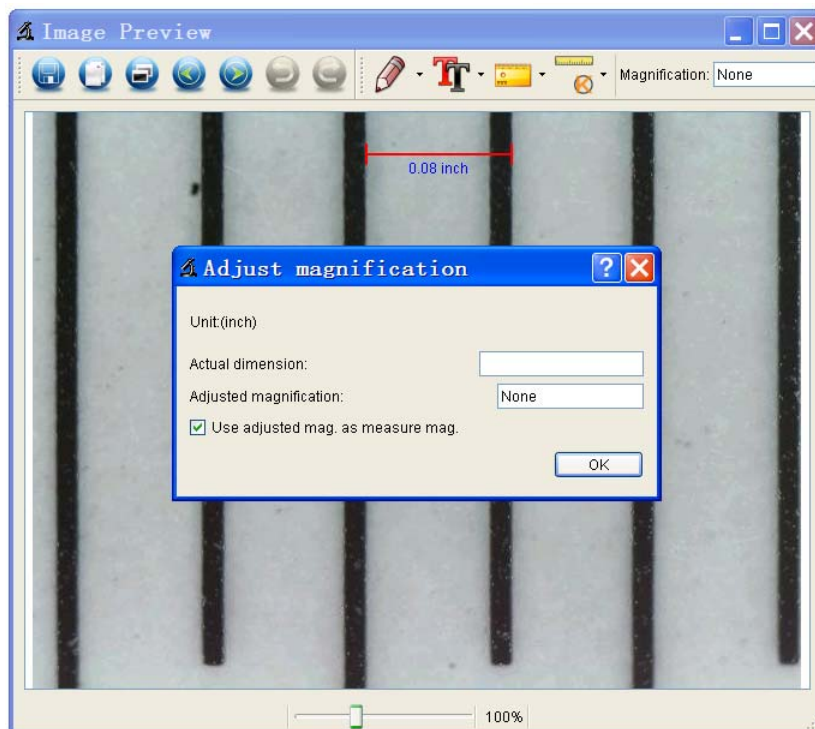 Image Preview
TT
Magnification: None
0.08 inch
Adjust magnification
?
Unit:(inch)
Actual dimension:
Adjusted magnification: None
Use adjusted mag. as measure mag.
OK
100%